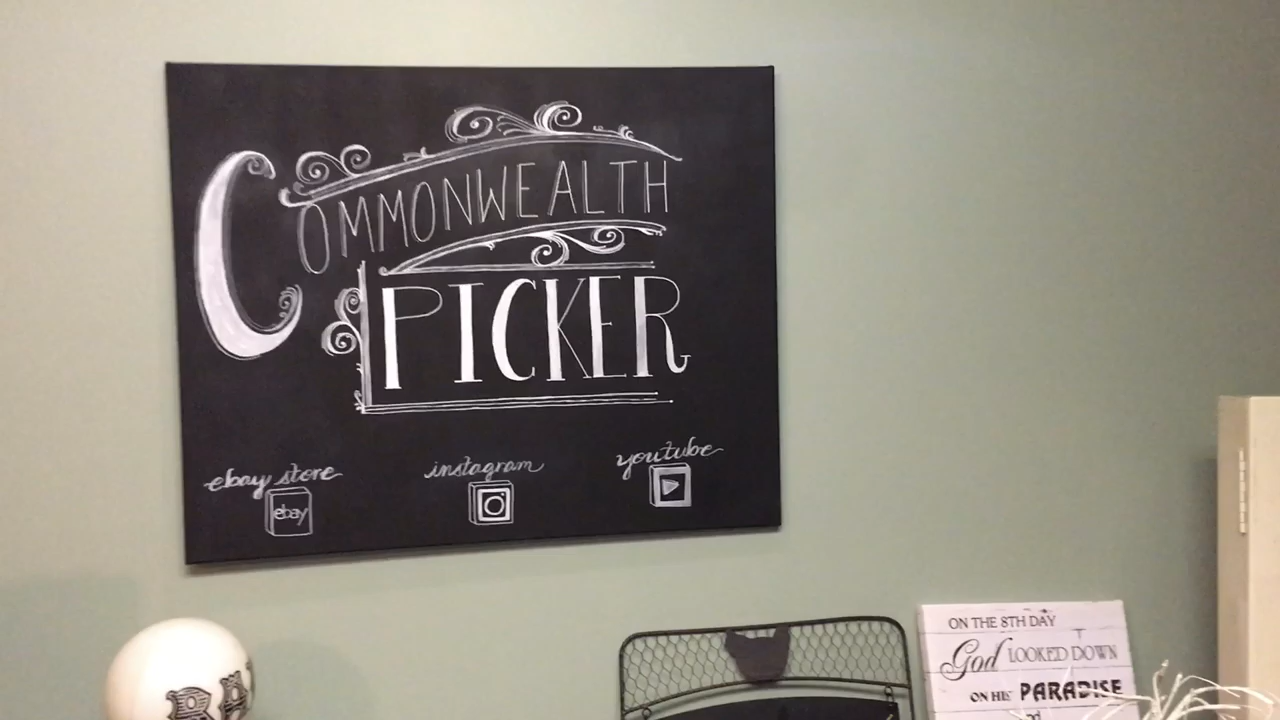 COMMONWEALTH
PICKER
ebay store
instagram
youtube
ebay
ON THE 8TH DAY
God LOOKED DOWN
ON HIS PARADISE